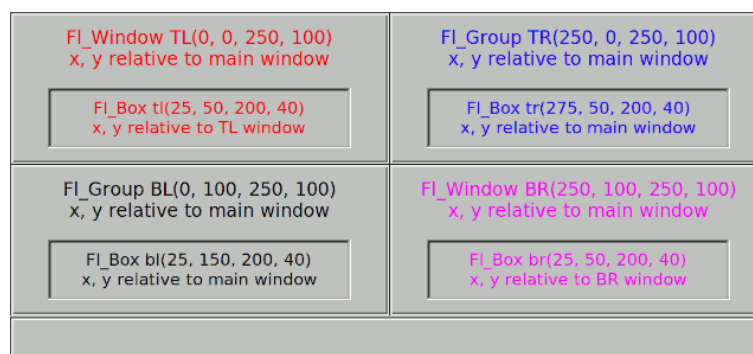 Fl_Window TL(0, 0, 250, 100)
x, y relative to main window
Fl_Box tl(25, 50, 200, 40)
x, y relative to TL window
Fl_Group TR(250, 0, 250, 100)
x, y relative to main window
Fl_Box tr(275, 50, 200, 40)
x, y relative to main window
Fl_Group BL(0, 100, 250, 100)
x, y relative to main window
Fl_Box bl(25, 150, 200, 40)
x, y relative to main window
Fl_Window BR(250, 100, 250, 100)
x, y relative to main window
Fl_Box br(25, 50, 200, 40)
x, y relative to BR window